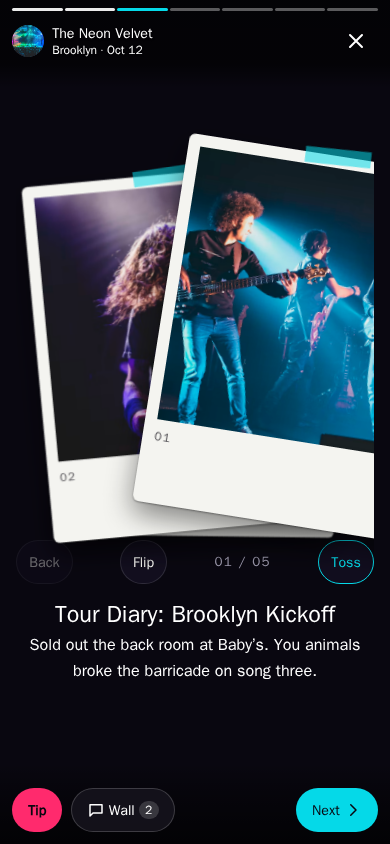 The Neon Velvet
Brooklyn · Oct 12
01
02
Back
Flip
01 / 05
Toss
Tour Diary: Brooklyn Kickoff
Sold out the back room at Baby's. You animals
broke the barricade on song three.
Tip
Wall 2
Next